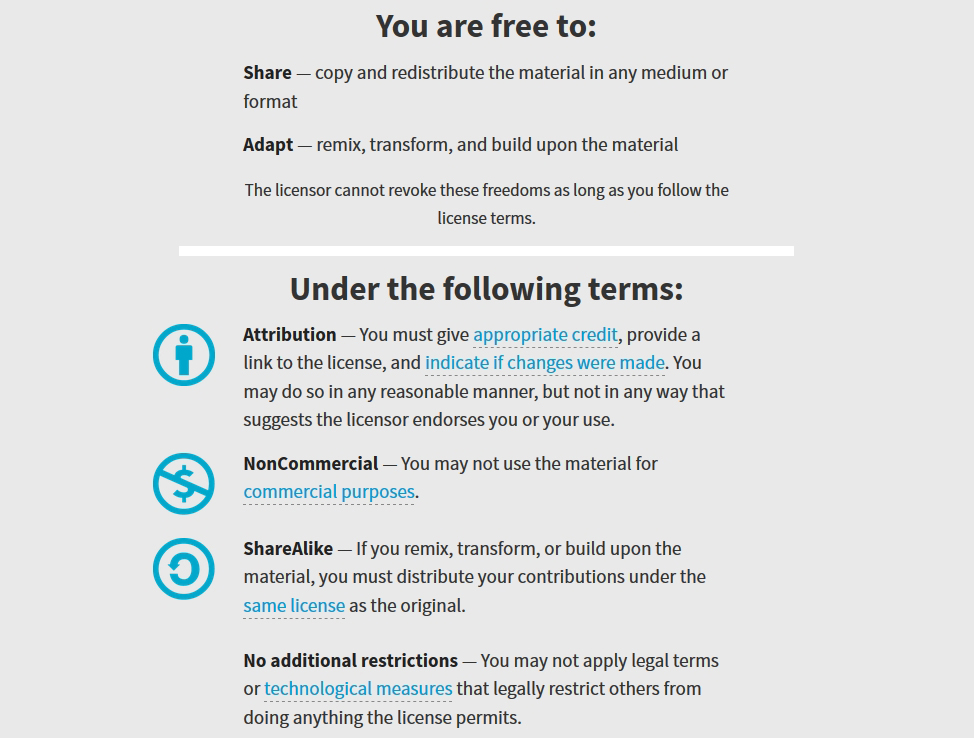 You are free to:
Share — copy and redistribute the material in any medium or
format
Adapt — remix, transform, and build upon the material
The licensor cannot revoke these freedoms as long as you follow the
license terms.
Under the following terms:
Attribution — You must give appropriate credit, provide a
link to the license, and indicate if changes were made. You
may do so in any reasonable manner, but not in any way that
suggests the licensor endorses you or your use.
NonCommercial — You may not use the material for
commercial purposes.
ShareAlike — If you remix, transform, or build upon the
material, you must distribute your contributions under the
same license as the original.
No additional restrictions — You may not apply legal terms
or technological measures that legally restrict others from
doing anything the license permits.